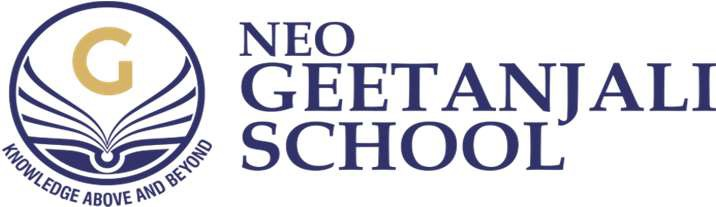 G
KNOWLEDGE ABOVE AND BEYOND
NEO
GEETANJALI
SCHOOL